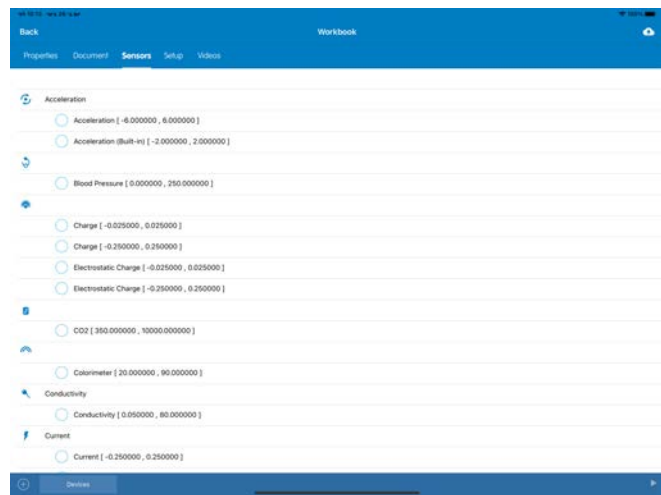 Back
Workbook
Properties Document Sensors Setup Videos
Acceleration
Acceleration [ -6.000000 , 6.000000 ]
Acceleration (Built-in) [ -2.000000 , 2.000000 ]
Blood Pressure [ 0.000000 , 250.000000 ]
Charge [ -0.025000 , 0.025000 ]
Charge [ -0.250000 , 0.250000 ]
Electrostatic Charge [ -0.025000 , 0.025000 ]
Electrostatic Charge [ -0.250000 , 0.250000 ]
CO2 [ 350.000000 , 10000.000000 ]
Colorimeter [ 20.000000 , 90.000000 ]
Conductivity
Conductivity [ 0.050000 , 80.000000 ]
Current
Current [ -0.250000 , 0.250000 ]
Devices